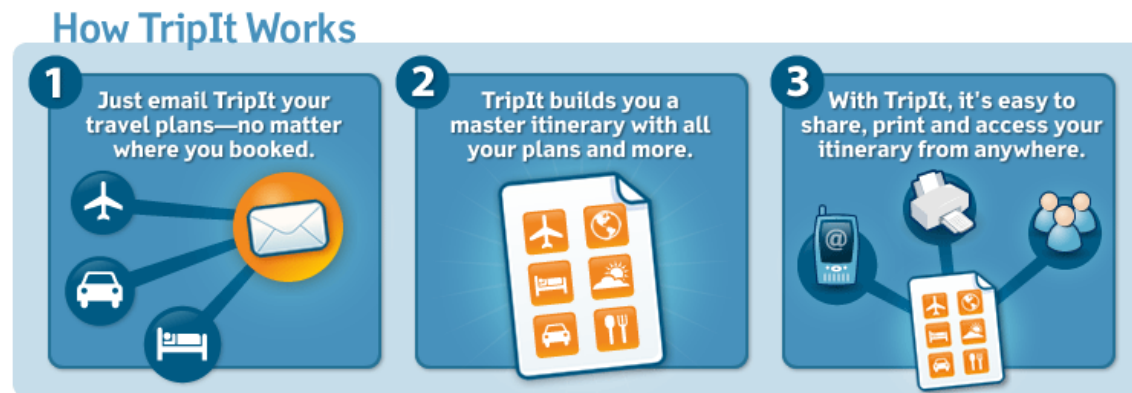 How TripIt Works
1
Just email TripIt your
travel plans—no matter
where you booked.
2
TripIt builds you a
master itinerary with all
your plans and more.
3
With TripIt, it's easy to
share, print and access your
itinerary from anywhere.
@